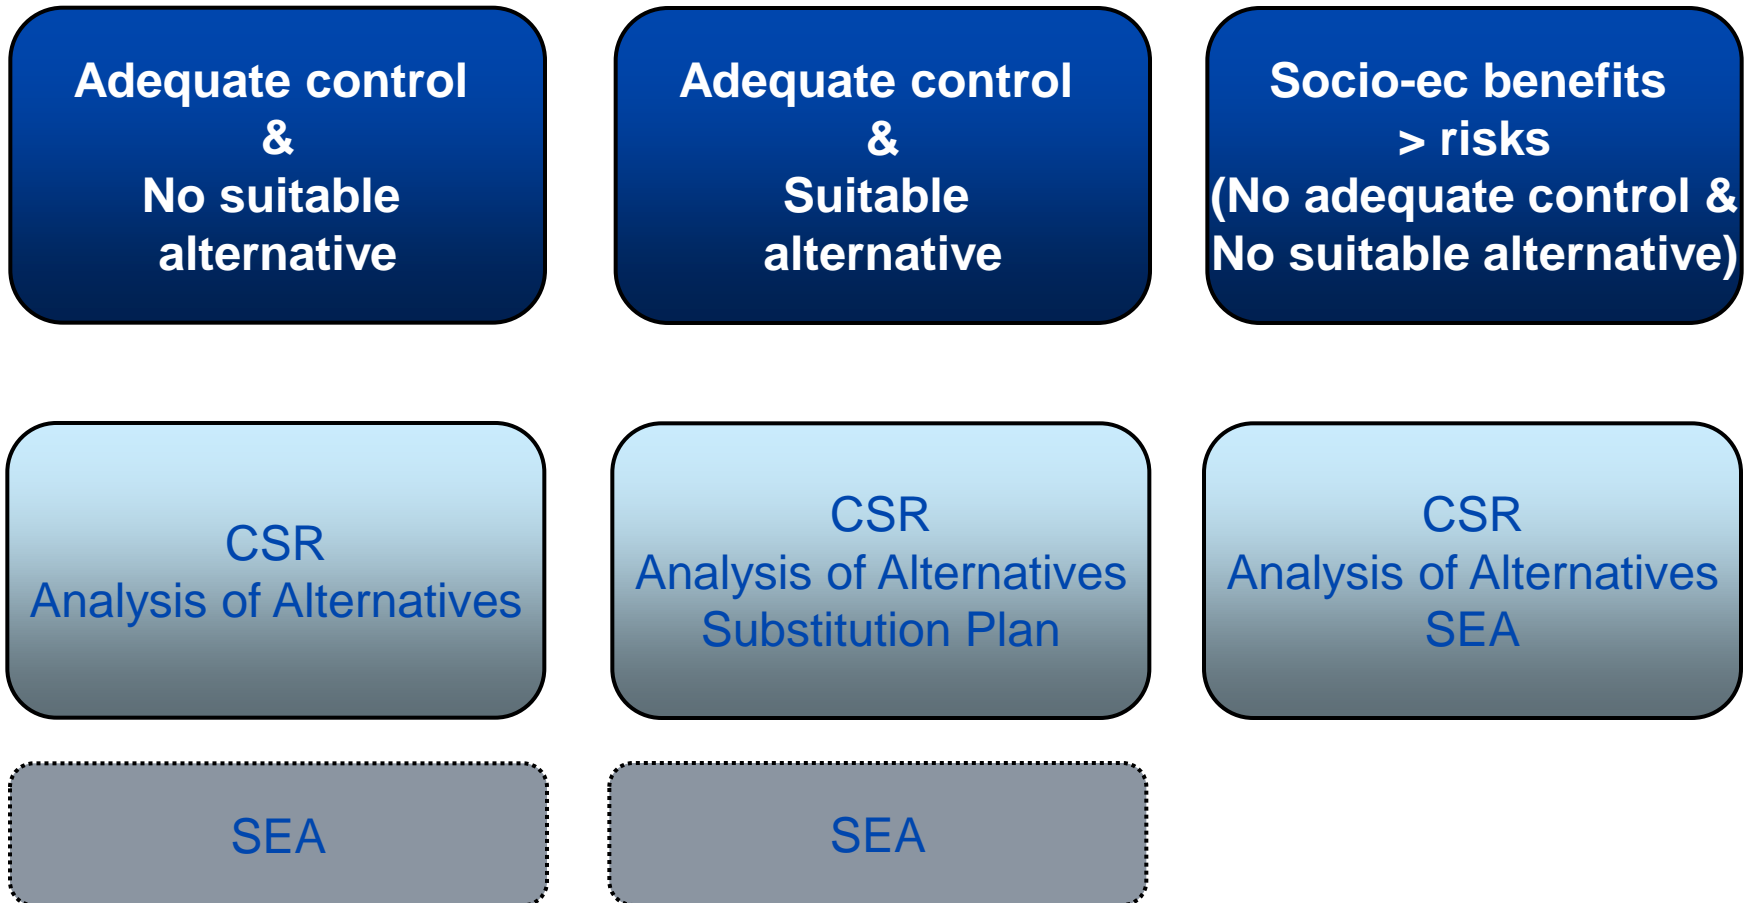 Adequate control
&
No suitable
alternative
Adequate control
&
Suitable
alternative
Socio-ec benefits
> risks
(No adequate control &
No suitable alternative)
CSR
Analysis of Alternatives
CSR
Analysis of Alternatives
Substitution Plan
CSR
Analysis of Alternatives
SEA
SEA
SEA